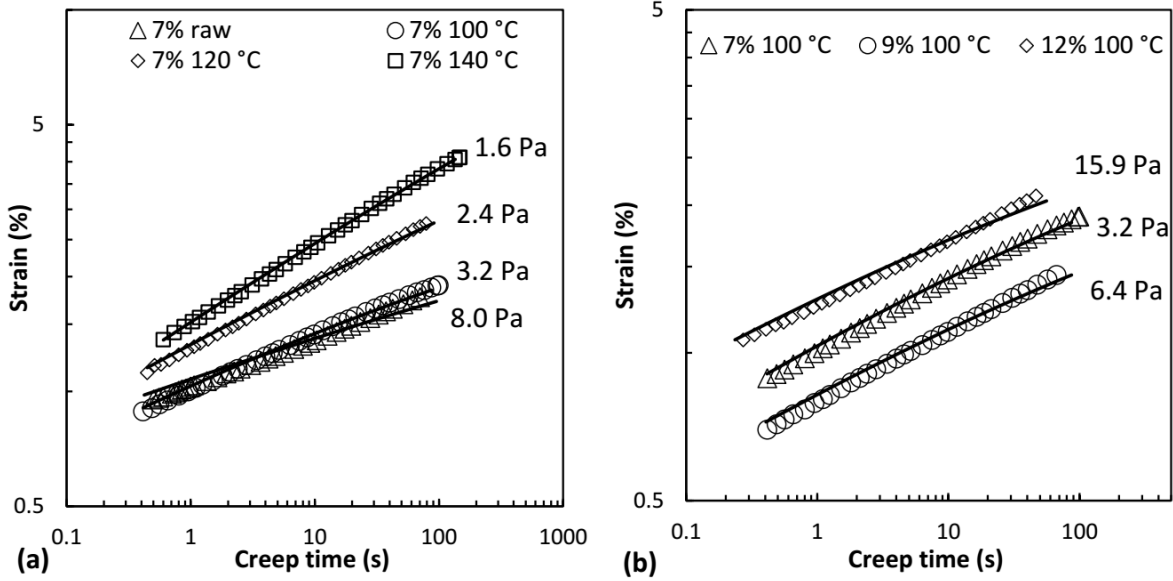 △ 7% raw ○ 7% 100 °C
◇ 7% 120 °C □ 7% 140 °C
5
0.5
Strain (%)
1.6 Pa
2.4 Pa
3.2 Pa
8.0 Pa
0.1 1 10 100 1000
(a) Creep time (s)
5
△ 7% 100 °C ○ 9% 100 °C ◇ 12% 100 °C
0.5
Strain (%)
15.9 Pa
3.2 Pa
6.4 Pa
0.1 1 10 100
(b) Creep time (s)